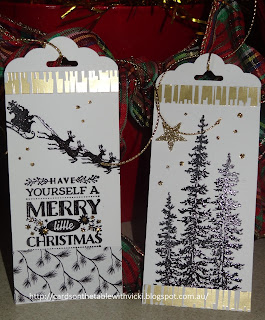 HAVE
YOURSELF A
MERRY
little
CHRISTMAS
http://cardsonthetablewithvicki.blogspot.com.au/